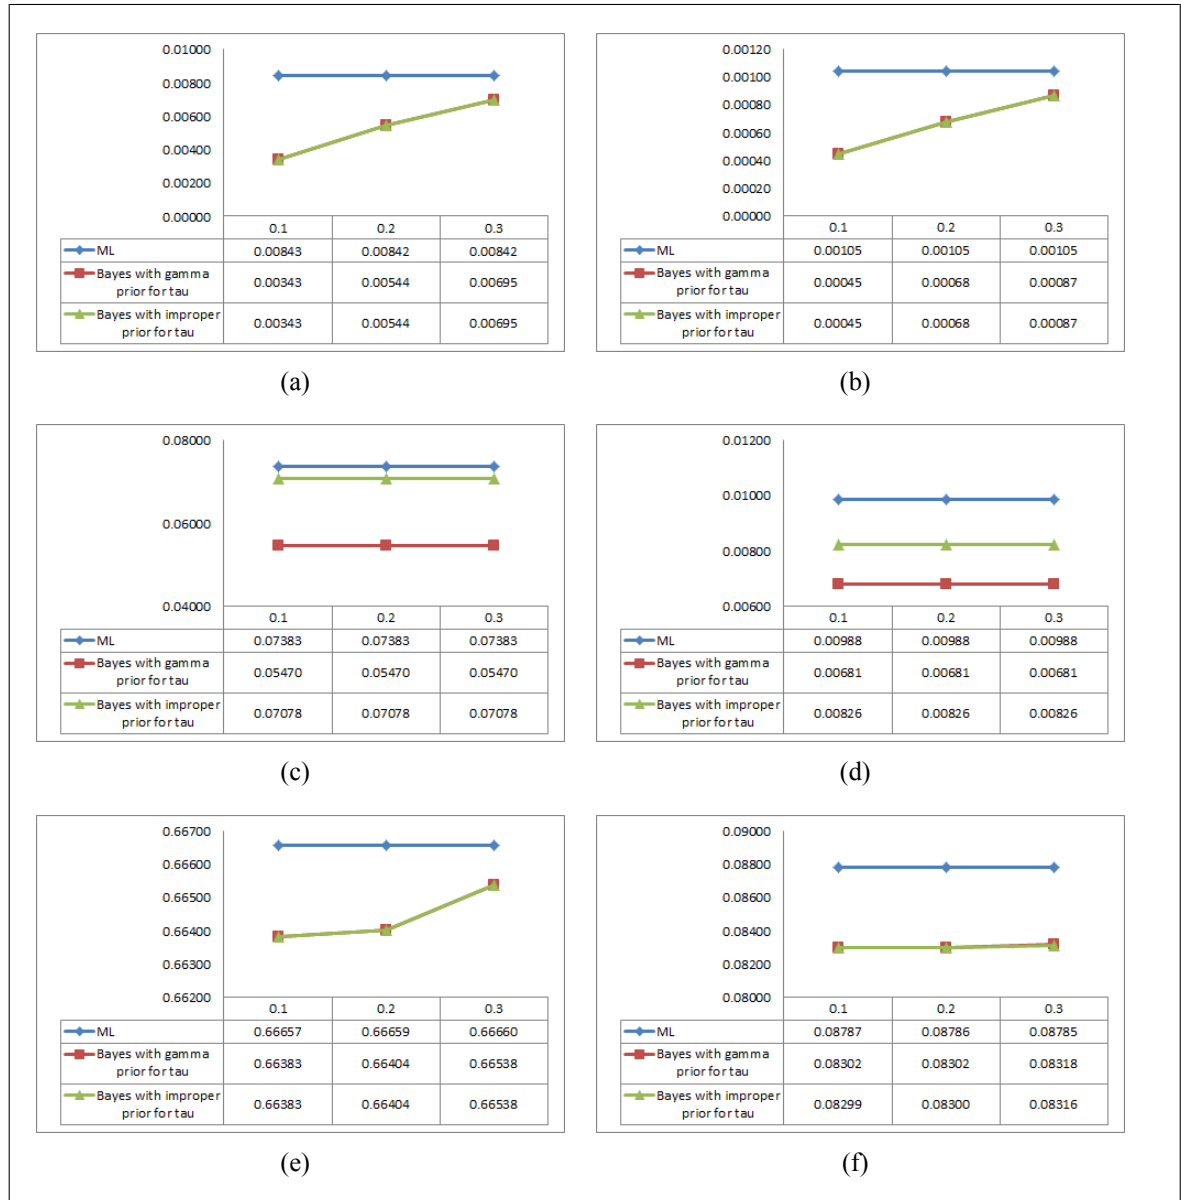 0.01000
0.00800
0.00600
0.00400
0.00200
0.00000
0.1 0.2 0.3
ML 0.00843 0.00842 0.00842
Bayes with gamma prior for tau 0.00343 0.00544 0.00695
Bayes with improper prior for tau 0.00343 0.00544 0.00695
(a)
0.00120
0.00100
0.00080
0.00060
0.00040
0.00020
0.00000
0.1 0.2 0.3
ML 0.00105 0.00105 0.00105
Bayes with gamma prior for tau 0.00045 0.00068 0.00087
Bayes with improper prior for tau 0.00045 0.00068 0.00087
(b)
0.08000
0.06000
0.04000
0.1 0.2 0.3
ML 0.07383 0.07383 0.07383
Bayes with gamma prior for tau 0.05470 0.05470 0.05470
Bayes with improper prior for tau 0.07078 0.07078 0.07078
(c)
0.01200
0.01000
0.00800
0.00600
0.1 0.2 0.3
ML 0.00988 0.00988 0.00988
Bayes with gamma prior for tau 0.00681 0.00681 0.00681
Bayes with improper prior for tau 0.00826 0.00826 0.00826
(d)
0.66700
0.66600
0.66500
0.66400
0.66300
0.66200
0.1 0.2 0.3
ML 0.66657 0.66659 0.66660
Bayes with gamma prior for tau 0.66383 0.66404 0.66538
Bayes with improper prior for tau 0.66383 0.66404 0.66538
(e)
0.09000
0.08800
0.08600
0.08400
0.08200
0.08000
0.1 0.2 0.3
ML 0.08787 0.08786 0.08785
Bayes with gamma prior for tau 0.08302 0.08302 0.08318
Bayes with improper prior for tau 0.08299 0.08300 0.08316
(f)